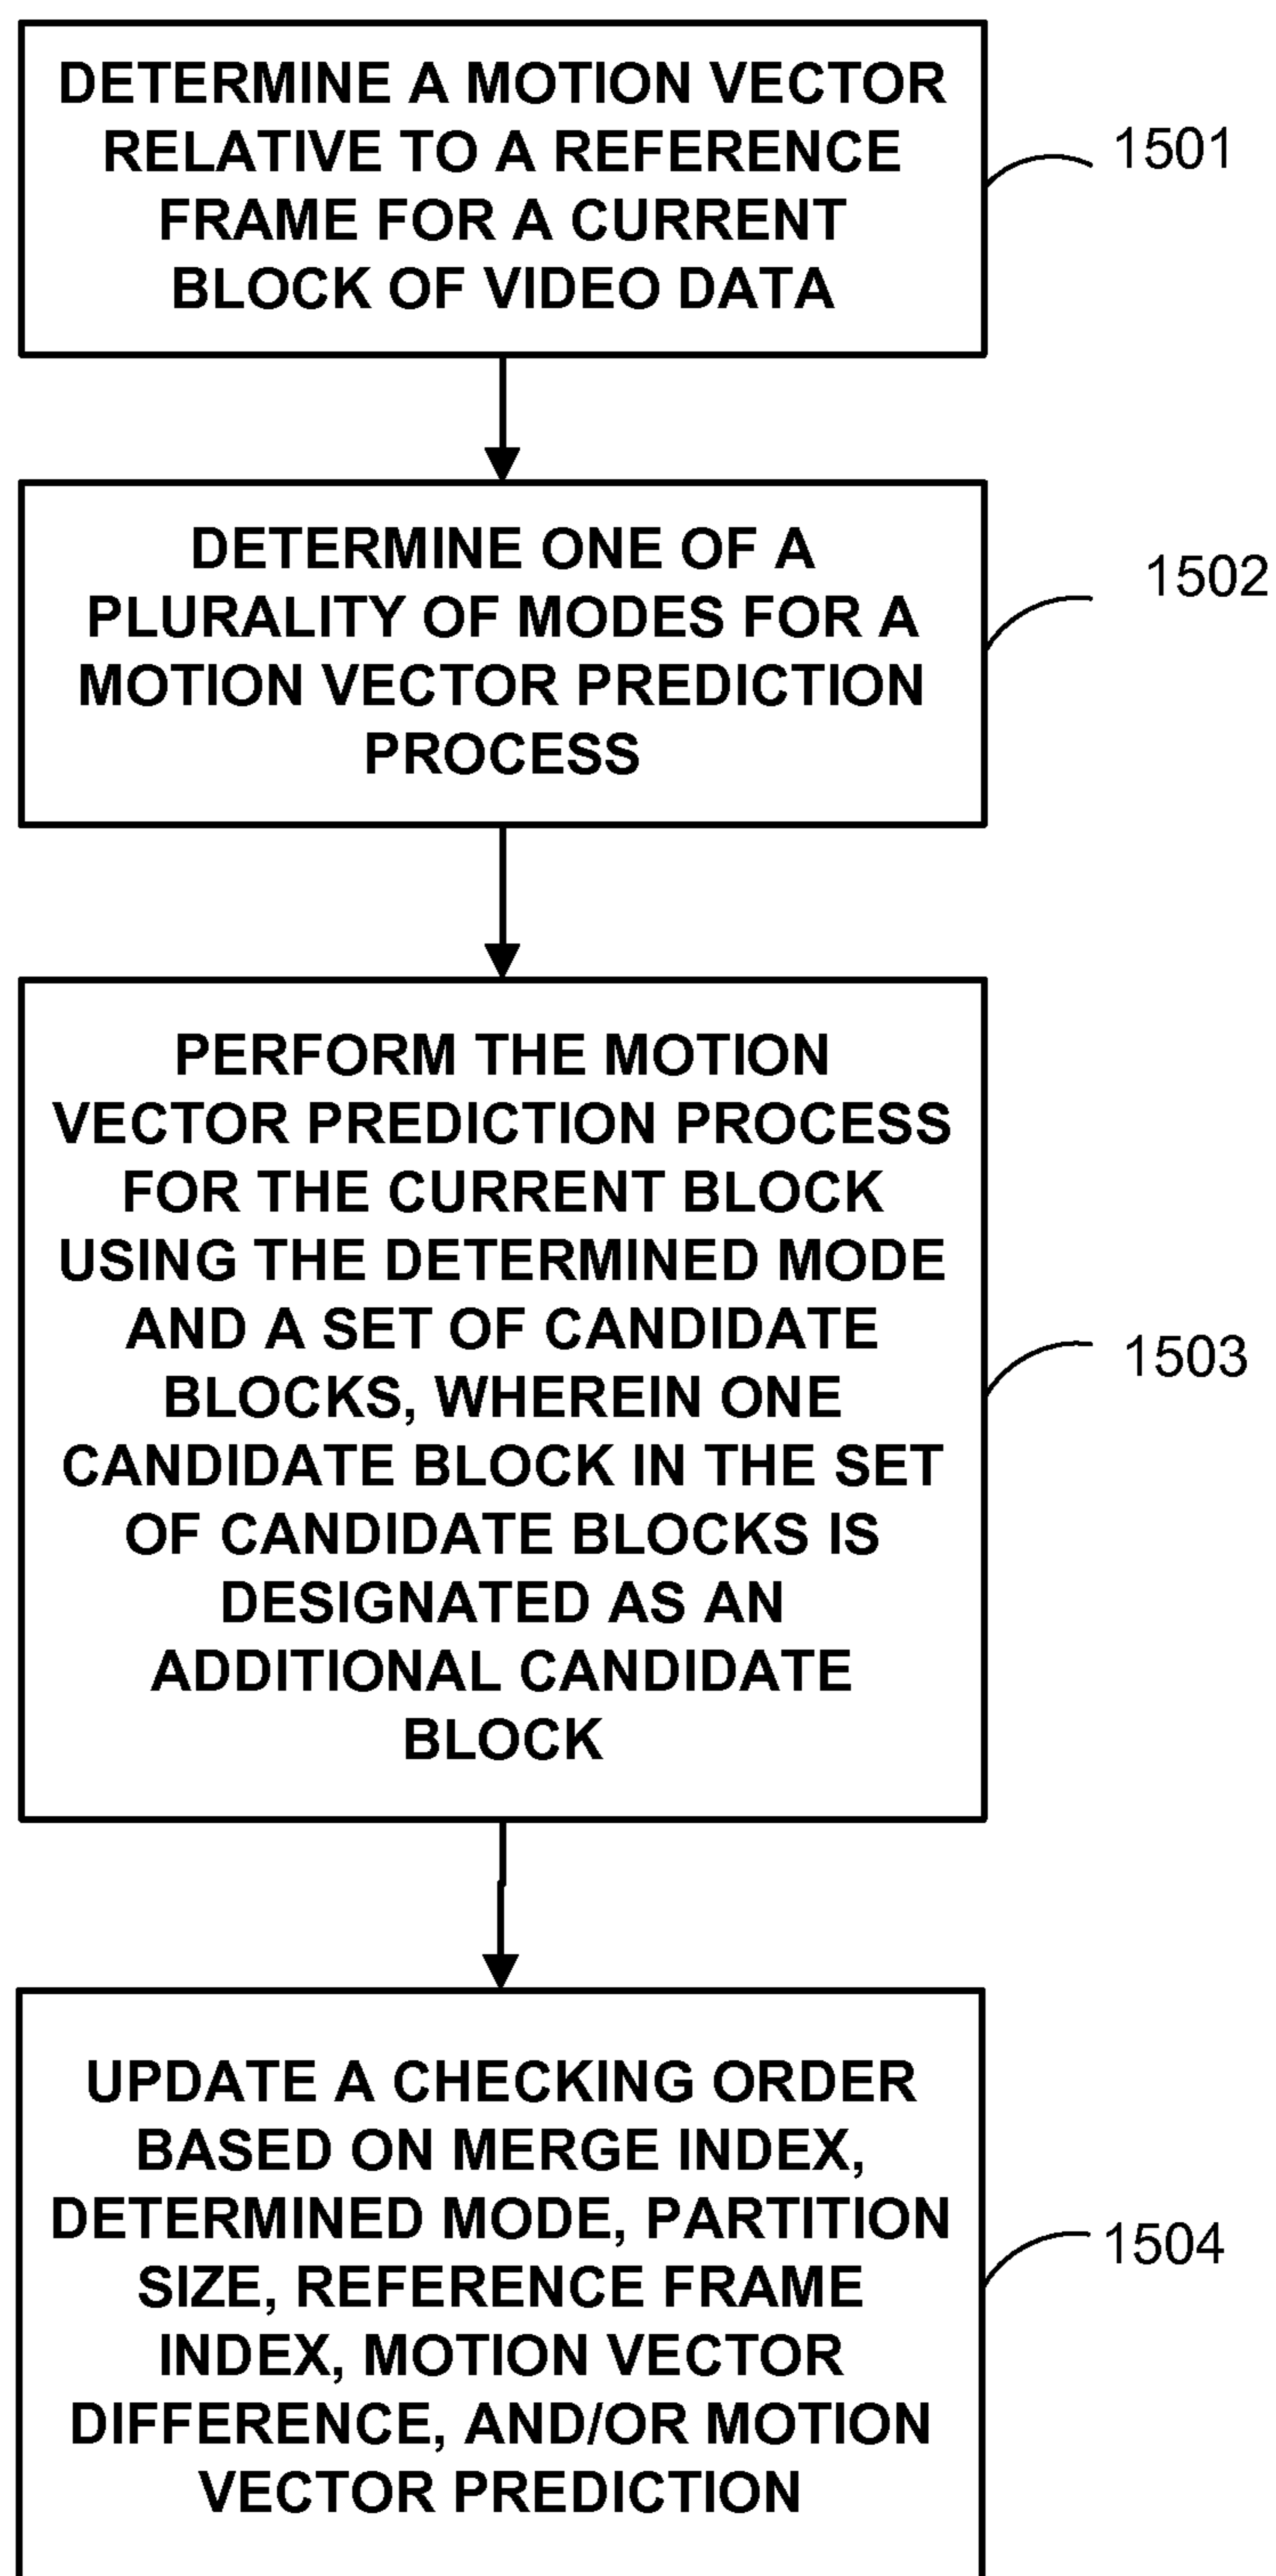 DETERMINE A MOTION VECTOR
RELATIVE TO A REFERENCE
FRAME FOR A CURRENT
BLOCK OF VIDEO DATA
1501
DETERMINE ONE OF A
PLURALITY OF MODES FOR A
MOTION VECTOR PREDICTION
PROCESS
1502
PERFORM THE MOTION
VECTOR PREDICTION PROCESS
FOR THE CURRENT BLOCK
USING THE DETERMINED MODE
AND A SET OF CANDIDATE
BLOCKS, WHEREIN ONE
CANDIDATE BLOCK IN THE SET
OF CANDIDATE BLOCKS IS
DESIGNATED AS AN
ADDITIONAL CANDIDATE
BLOCK
1503
UPDATE A CHECKING ORDER
BASED ON MERGE INDEX,
DETERMINED MODE, PARTITION
SIZE, REFERENCE FRAME
INDEX, MOTION VECTOR
DIFFERENCE, AND/OR MOTION
VECTOR PREDICTION
1504